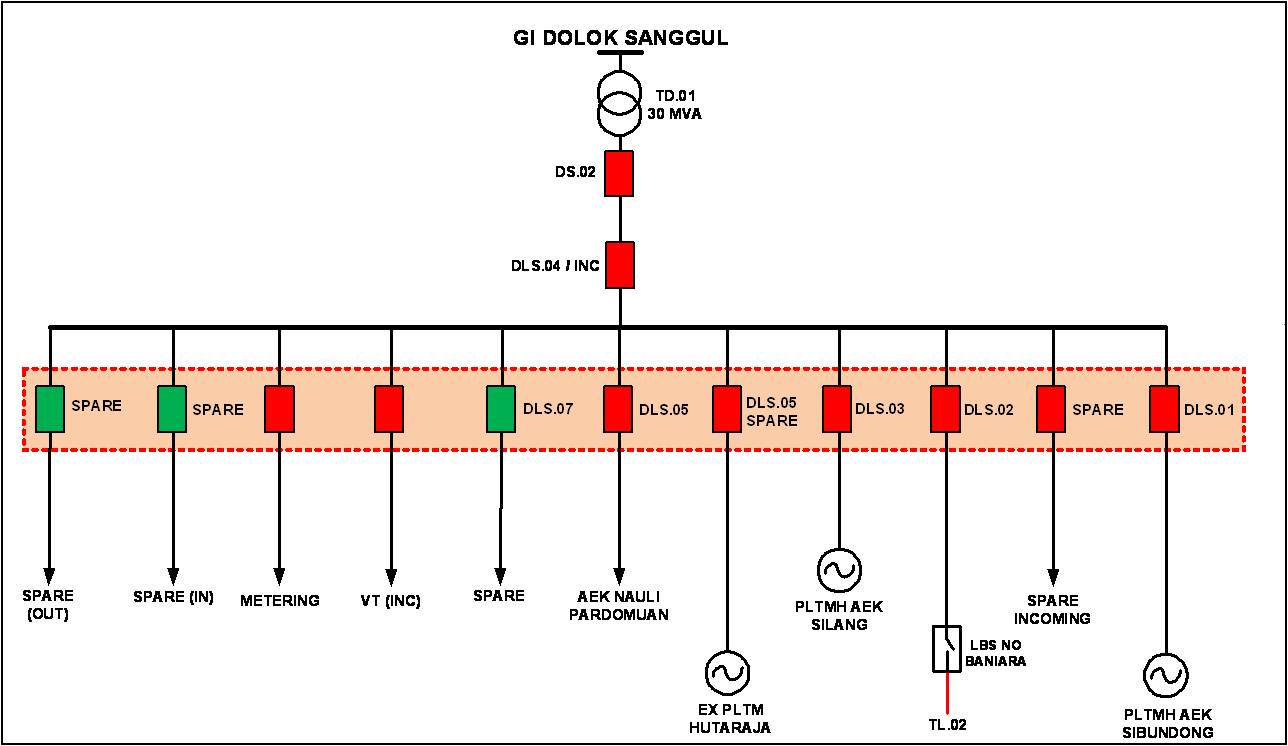 GI DOLOK SANGGUL
TD.01
30 MVA
DS.02
DLS.04 / INC
SPARE
SPARE
DLS.07
DLS.05
DLS.05
SPARE
DLS.03
DLS.02
SPARE
DLS.01
SPARE
(OUT)
SPARE (IN)
METERING
VT (INC)
SPARE
AEK NAULI
PARDOMUAN
EX PLTM
HUTARAJA
PLTMH AEK
SILANG
LBS NO
BANIARA
TL.02
SPARE
INCOMING
PLTMH AEK
SIBUNDONG